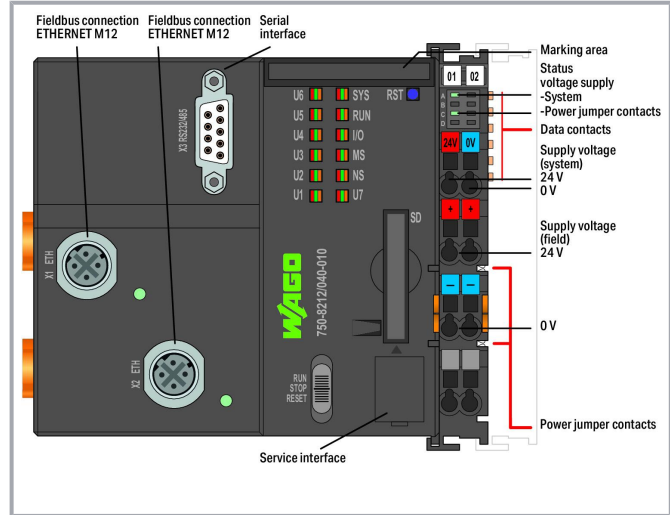 Fieldbus connection
ETHERNET M12
Fieldbus connection
ETHERNET M12
Serial
interface
Marking area
Status
voltage supply
-System
-Power jumper contacts
Data contacts
Supply voltage
(system)
24 V
0 V
Supply voltage
(field)
24 V
0 V
Power jumper contacts
Service interface
X3 RS232/485
X1 ETH
X2 ETH
U6 SYS RST
U5 RUN
U4 I/O
U3 MS
U2 NS
U1 U7
SD
WAGO
750-8212/040-010
RUN
STOP
RESET
01 02
A
B
C
D
24V 0V
+ +
— —